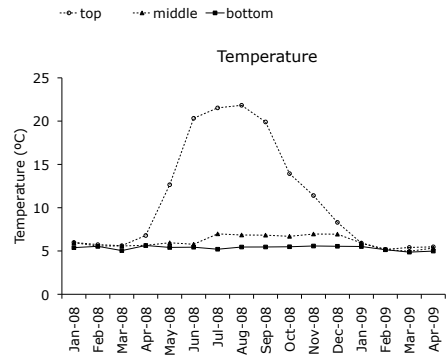 top middle bottom
Temperature
25
20
15
10
5
0
Temperature (ºC)
Jan-08
Feb-08
Mar-08
Apr-08
May-08
Jun-08
Jul-08
Aug-08
Sep-08
Oct-08
Nov-08
Dec-08
Jan-09
Feb-09
Mar-09
Apr-09